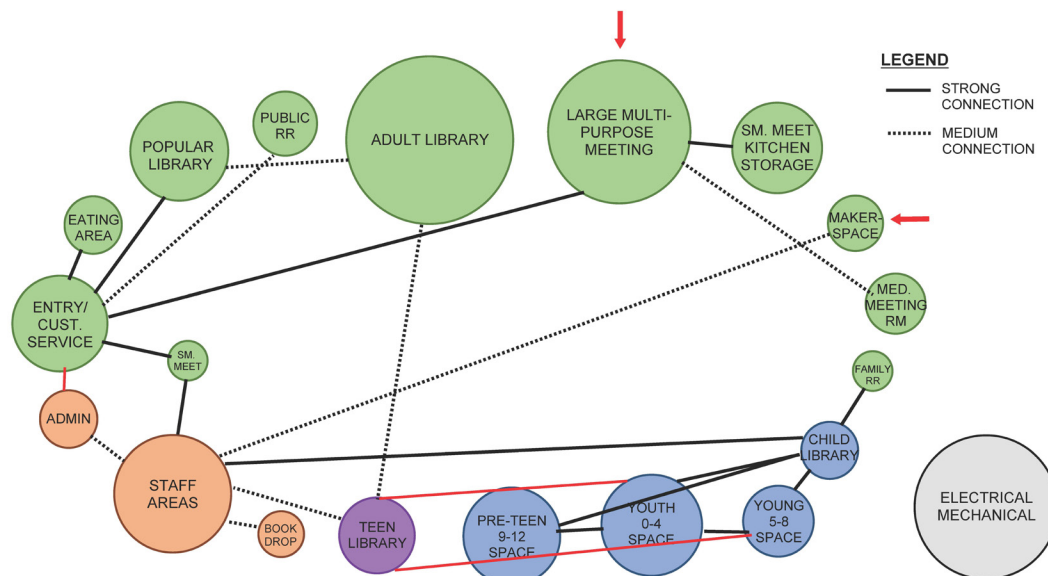 LEGEND
STRONG
CONNECTION
MEDIUM
CONNECTION
PUBLIC
RR
ADULT LIBRARY
LARGE MULTI-
PURPOSE
MEETING
SM. MEET
KITCHEN
STORAGE
POPULAR
LIBRARY
EATING
AREA
MAKER-
SPACE
ENTRY/
CUST.
SERVICE
MED.
MEETING
RM
SM.
MEET
FAMILY
RR
ADMIN
CHILD
LIBRARY
STAFF
AREAS
BOOK
DROP
TEEN
LIBRARY
PRE-TEEN
9-12
SPACE
YOUTH
0-4
SPACE
YOUNG
5-8
SPACE
ELECTRICAL
MECHANICAL